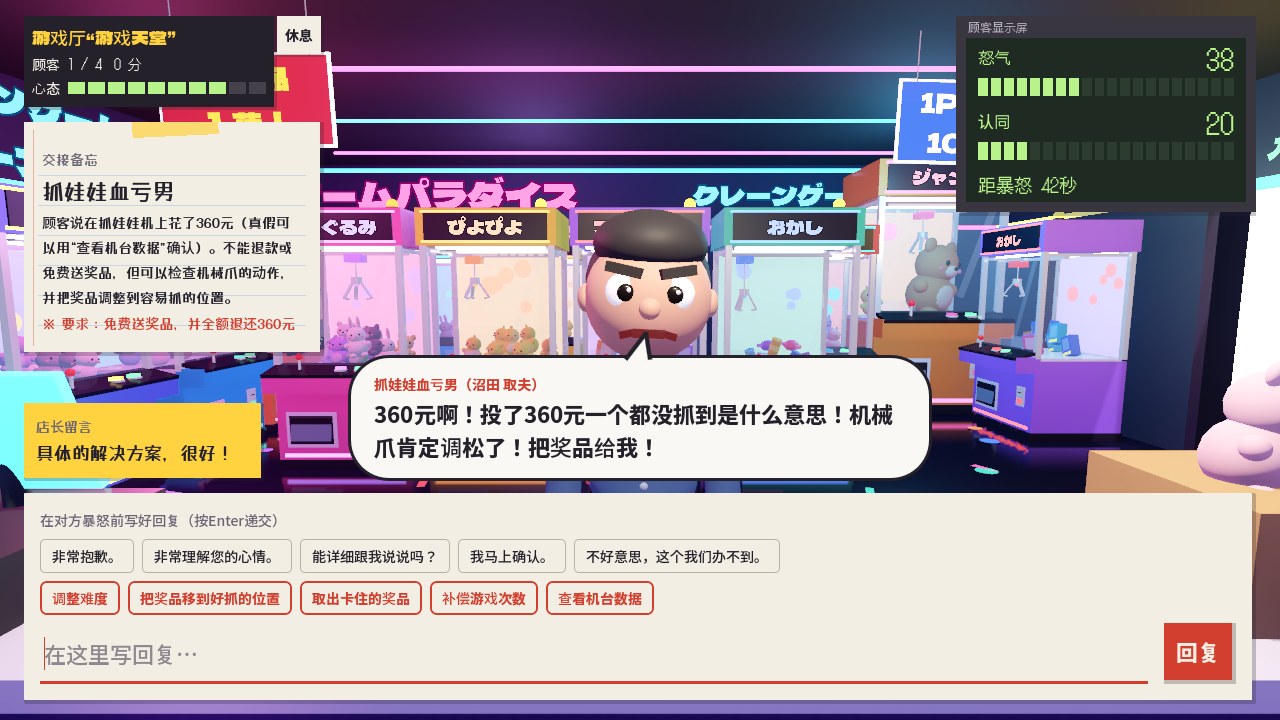 游戏厅“游戏天堂”
顾客 1/4 0分
心态
休息
交接备忘
抓娃娃血亏男
顾客说在抓娃娃机上花了360元（真假可
以用“查看机台数据”确认）。不能退款或
免费送奖品，但可以检查机械爪的动作，
并把奖品调整到容易抓的位置。
※ 要求：免费送奖品，并全额退还360元
店长留言
具体的解决方案，很好！
顾客显示屏
怒气 38
认同 20
距暴怒 42秒
1P
10
ームパラダイス
クレーンゲー
ジャン
ぐるみ
ぴよぴよ
おかし
おかし
抓娃娃血亏男（沼田 取夫）
360元啊！投了360元一个都没抓到是什么意思！机械
爪肯定调松了！把奖品给我！
在对方暴怒前写好回复（按Enter递交）
非常抱歉。
非常理解您的心情。
能详细跟我说说吗？
我马上确认。
不好意思，这个我们办不到。
调整难度
把奖品移到好抓的位置
取出卡住的奖品
补偿游戏次数
查看机台数据
在这里写回复…
回复